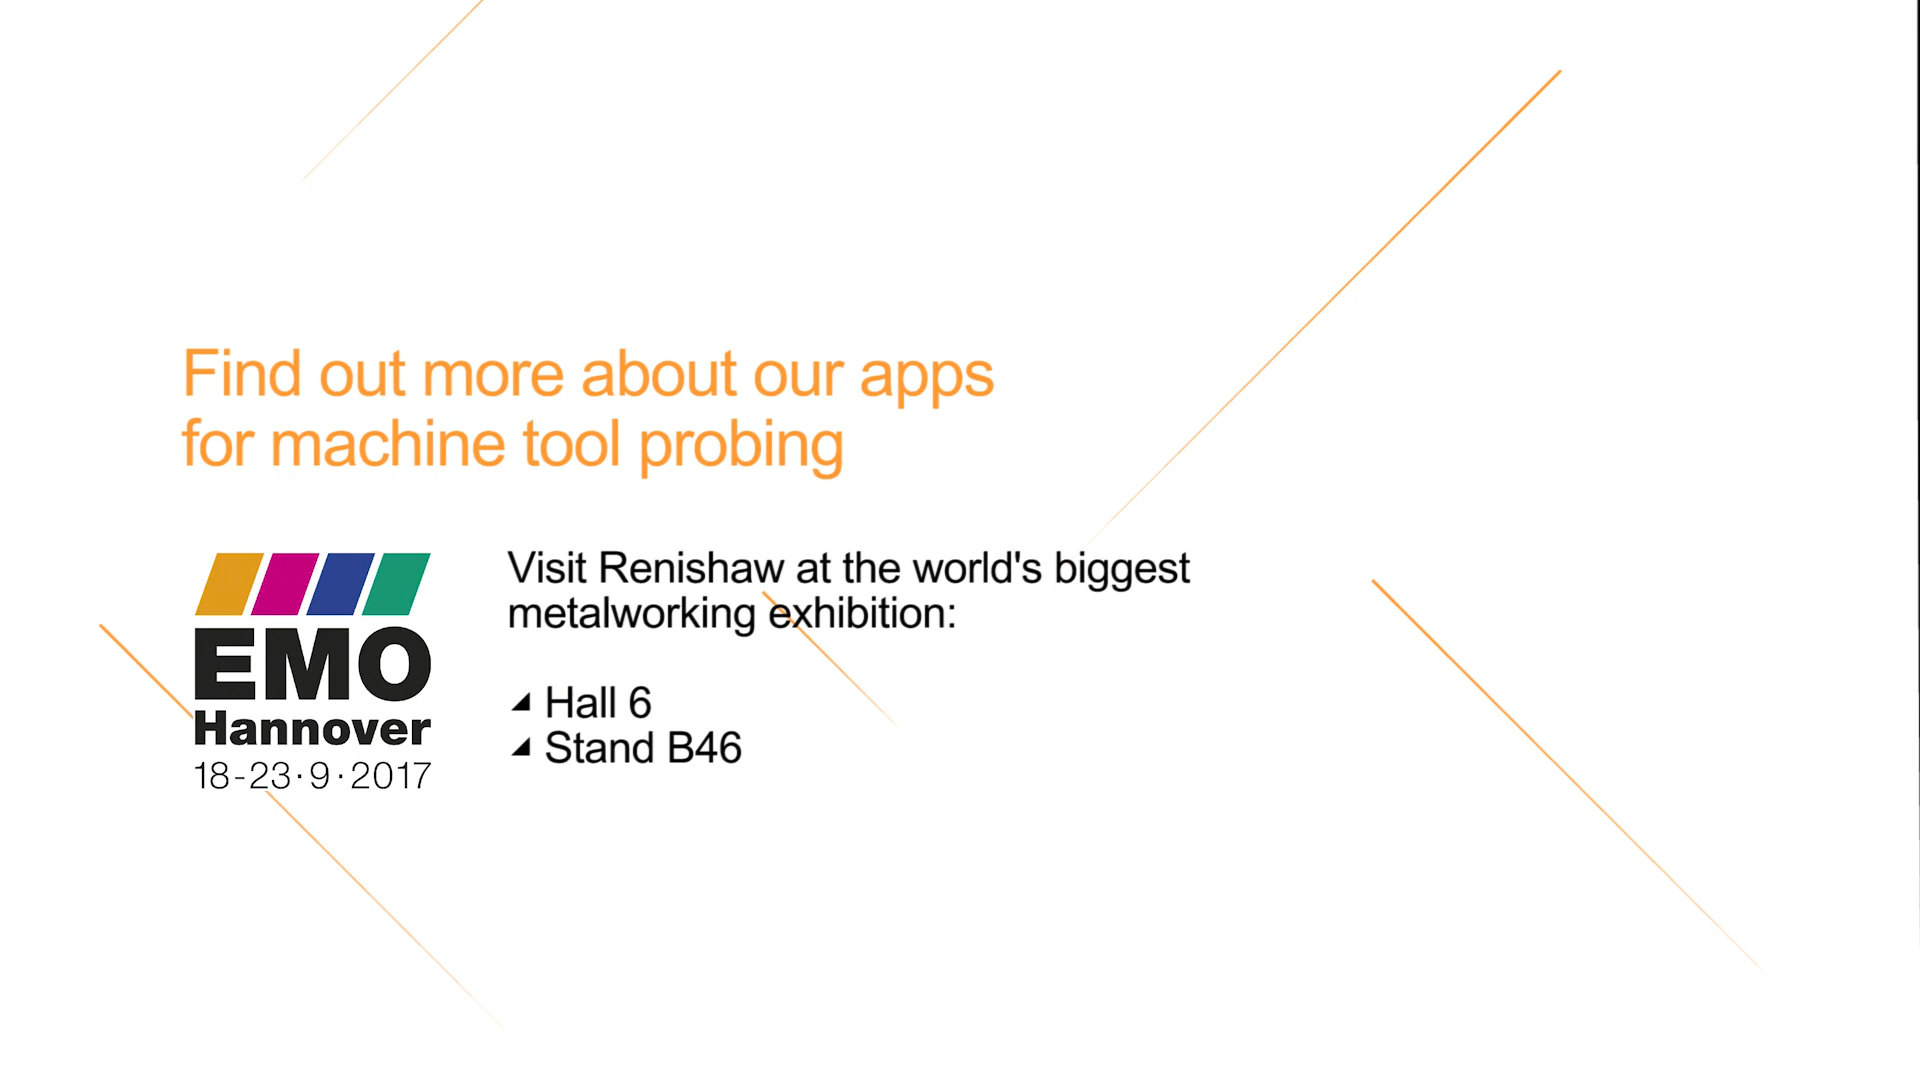 Find out more about our apps
for machine tool probing
EMO
Hannover
18-23·9·2017
Visit Renishaw at the world's biggest
metalworking exhibition:
Hall 6
Stand B46